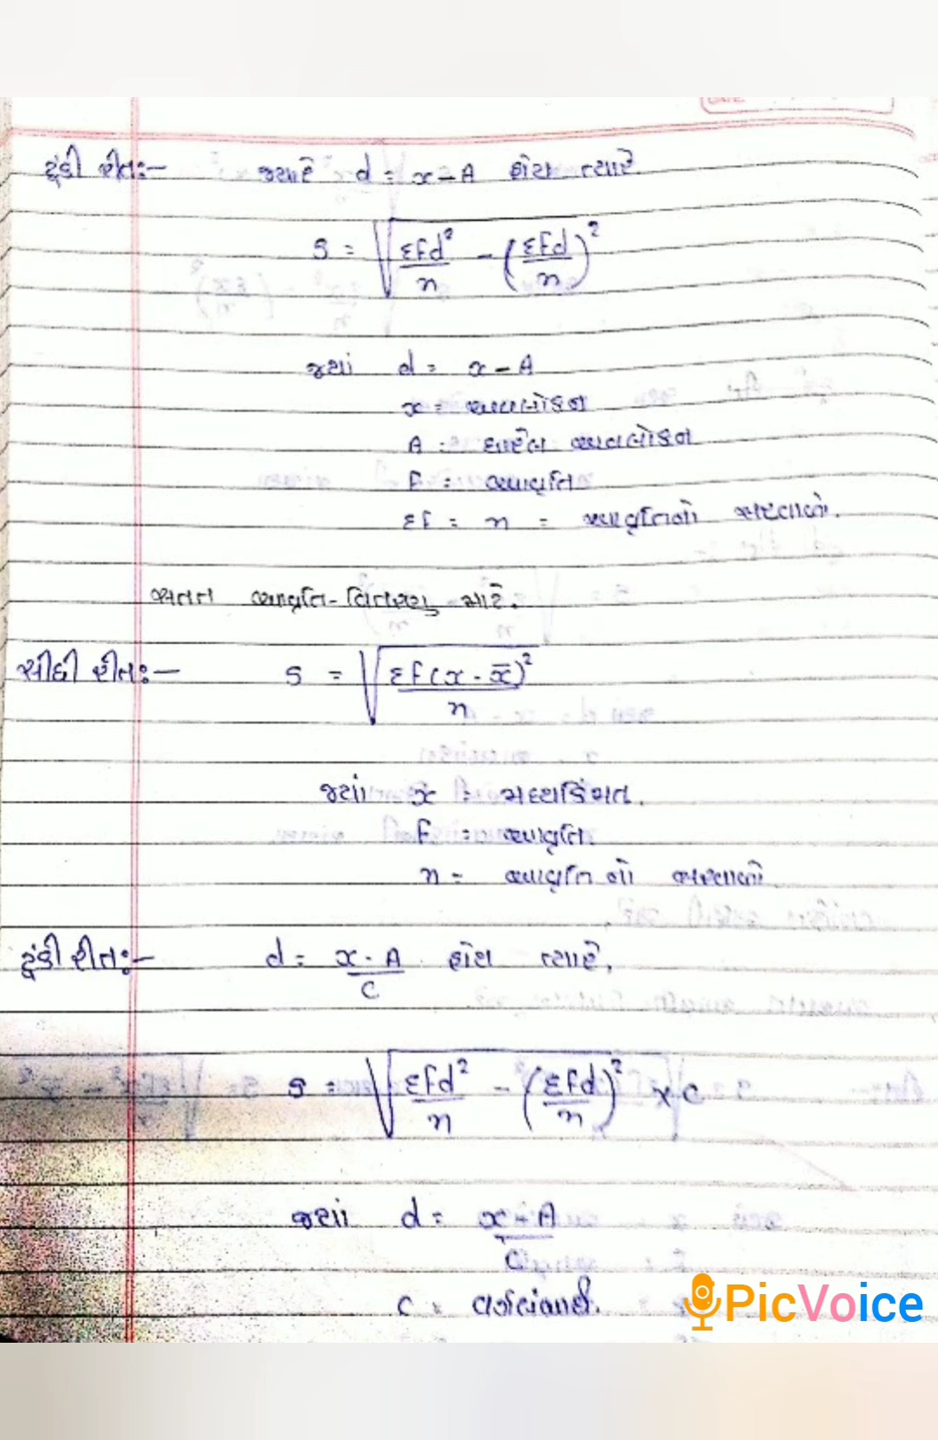 ટૂંકી રીત:- જ્યારે d = x - A હોય ત્યારે.
S = √(Σfd²/n - (Σfd/n)²)
જ્યાં d = x - A
x = અવલોકન
A = ધારેલ અવલોકન
f = આવૃતિ
Σf = n = આવૃતિનો સરવાળો.
સતત આવૃતિ-વિતરણ માટે.
સીધી રીત:- S = √(Σf(x - x̄)²/n)
જ્યાં x = મધ્યકિંમત.
f = આવૃતિ
n = આવૃતિ નો સરવાળો
ટૂંકી રીત:- d = (x - A)/C હોય ત્યારે,
S = √(Σfd²/n - (Σfd/n)²) × C
જ્યાં d = (x - A)/C
C = વર્ગલંબાઈ.
PicVoice